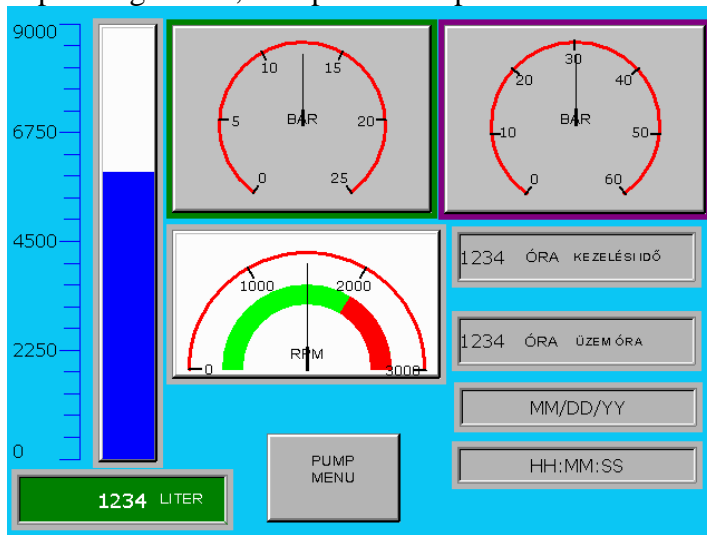 9000
6750
4500
2250
0
0
5
10
15
20
25
BAR
0
10
20
30
40
50
60
BAR
0
1000
2000
3000
RPM
1234 ÓRA KEZELÉSI IDŐ
1234 ÓRA ÜZEM ÓRA
MM/DD/YY
HH:MM:SS
PUMP
MENU
1234 LITER